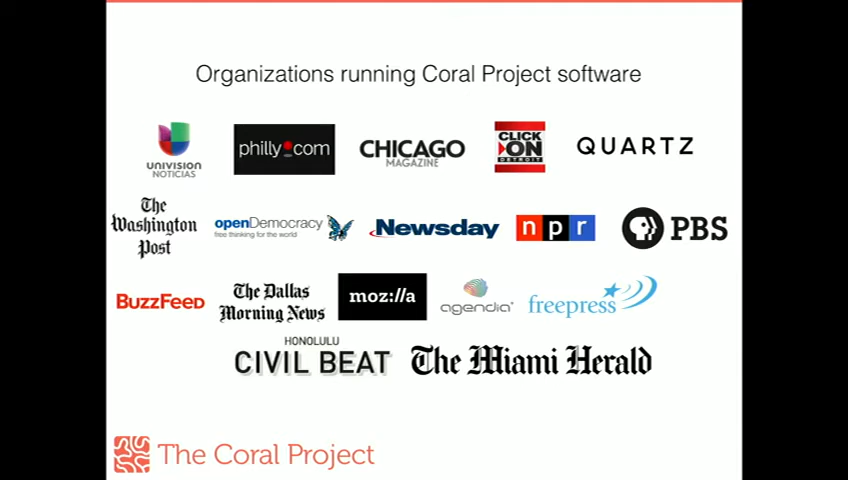 Organizations running Coral Project software
UNIVISION
NOTICIAS
philly.com
CHICAGO
MAGAZINE
CLICK
ON
DETROIT
QUARTZ
The
Washington
Post
openDemocracy
free thinking for the world
Newsday
npr
PBS
BuzzFeed
The Dallas
Morning News
moz://a
agendia
freepress
HONOLULU
CIVIL BEAT
The Miami Herald
The Coral Project